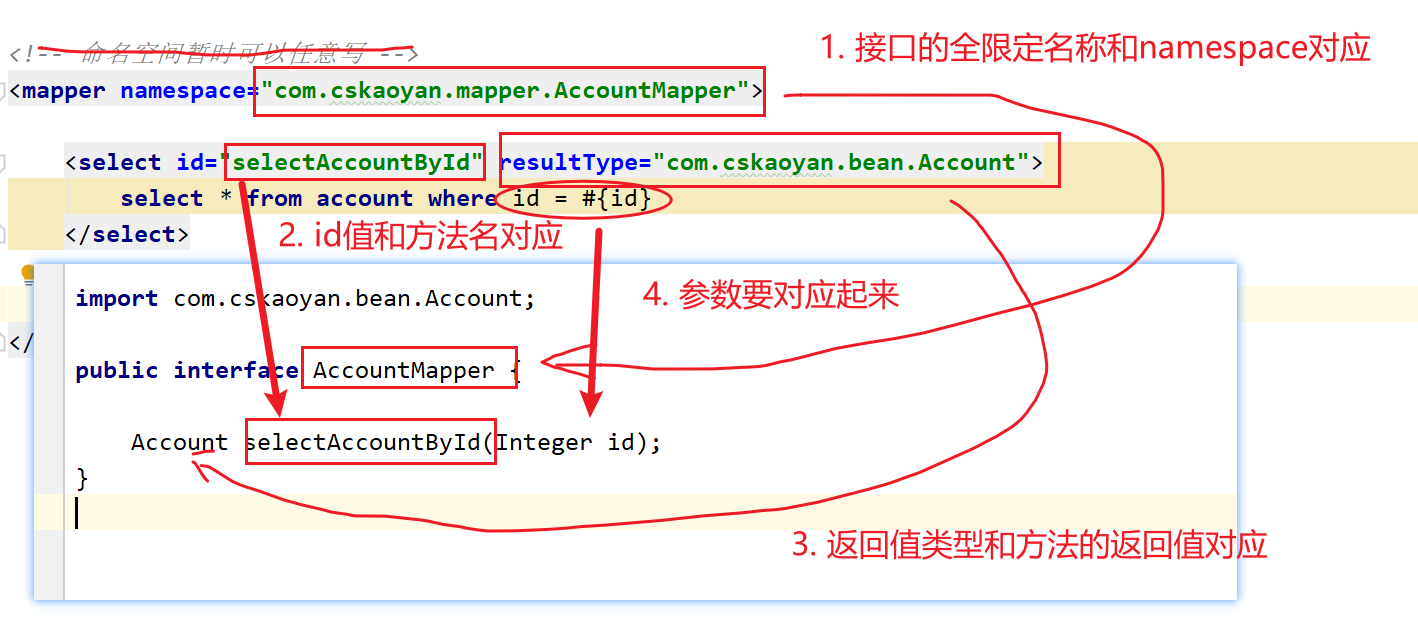 <!-- 命名空间暂时可以任意写 -->
1. 接口的全限定名称和namespace对应
<mapper namespace="com.cskaoyan.mapper.AccountMapper">
<select id="selectAccountById" resultType="com.cskaoyan.bean.Account">
select * from account where id = #{id}
</select>
2. id值和方法名对应
4. 参数要对应起来
import com.cskaoyan.bean.Account;
</
public interface AccountMapper {
Account selectAccountById(Integer id);
}
3. 返回值类型和方法的返回值对应